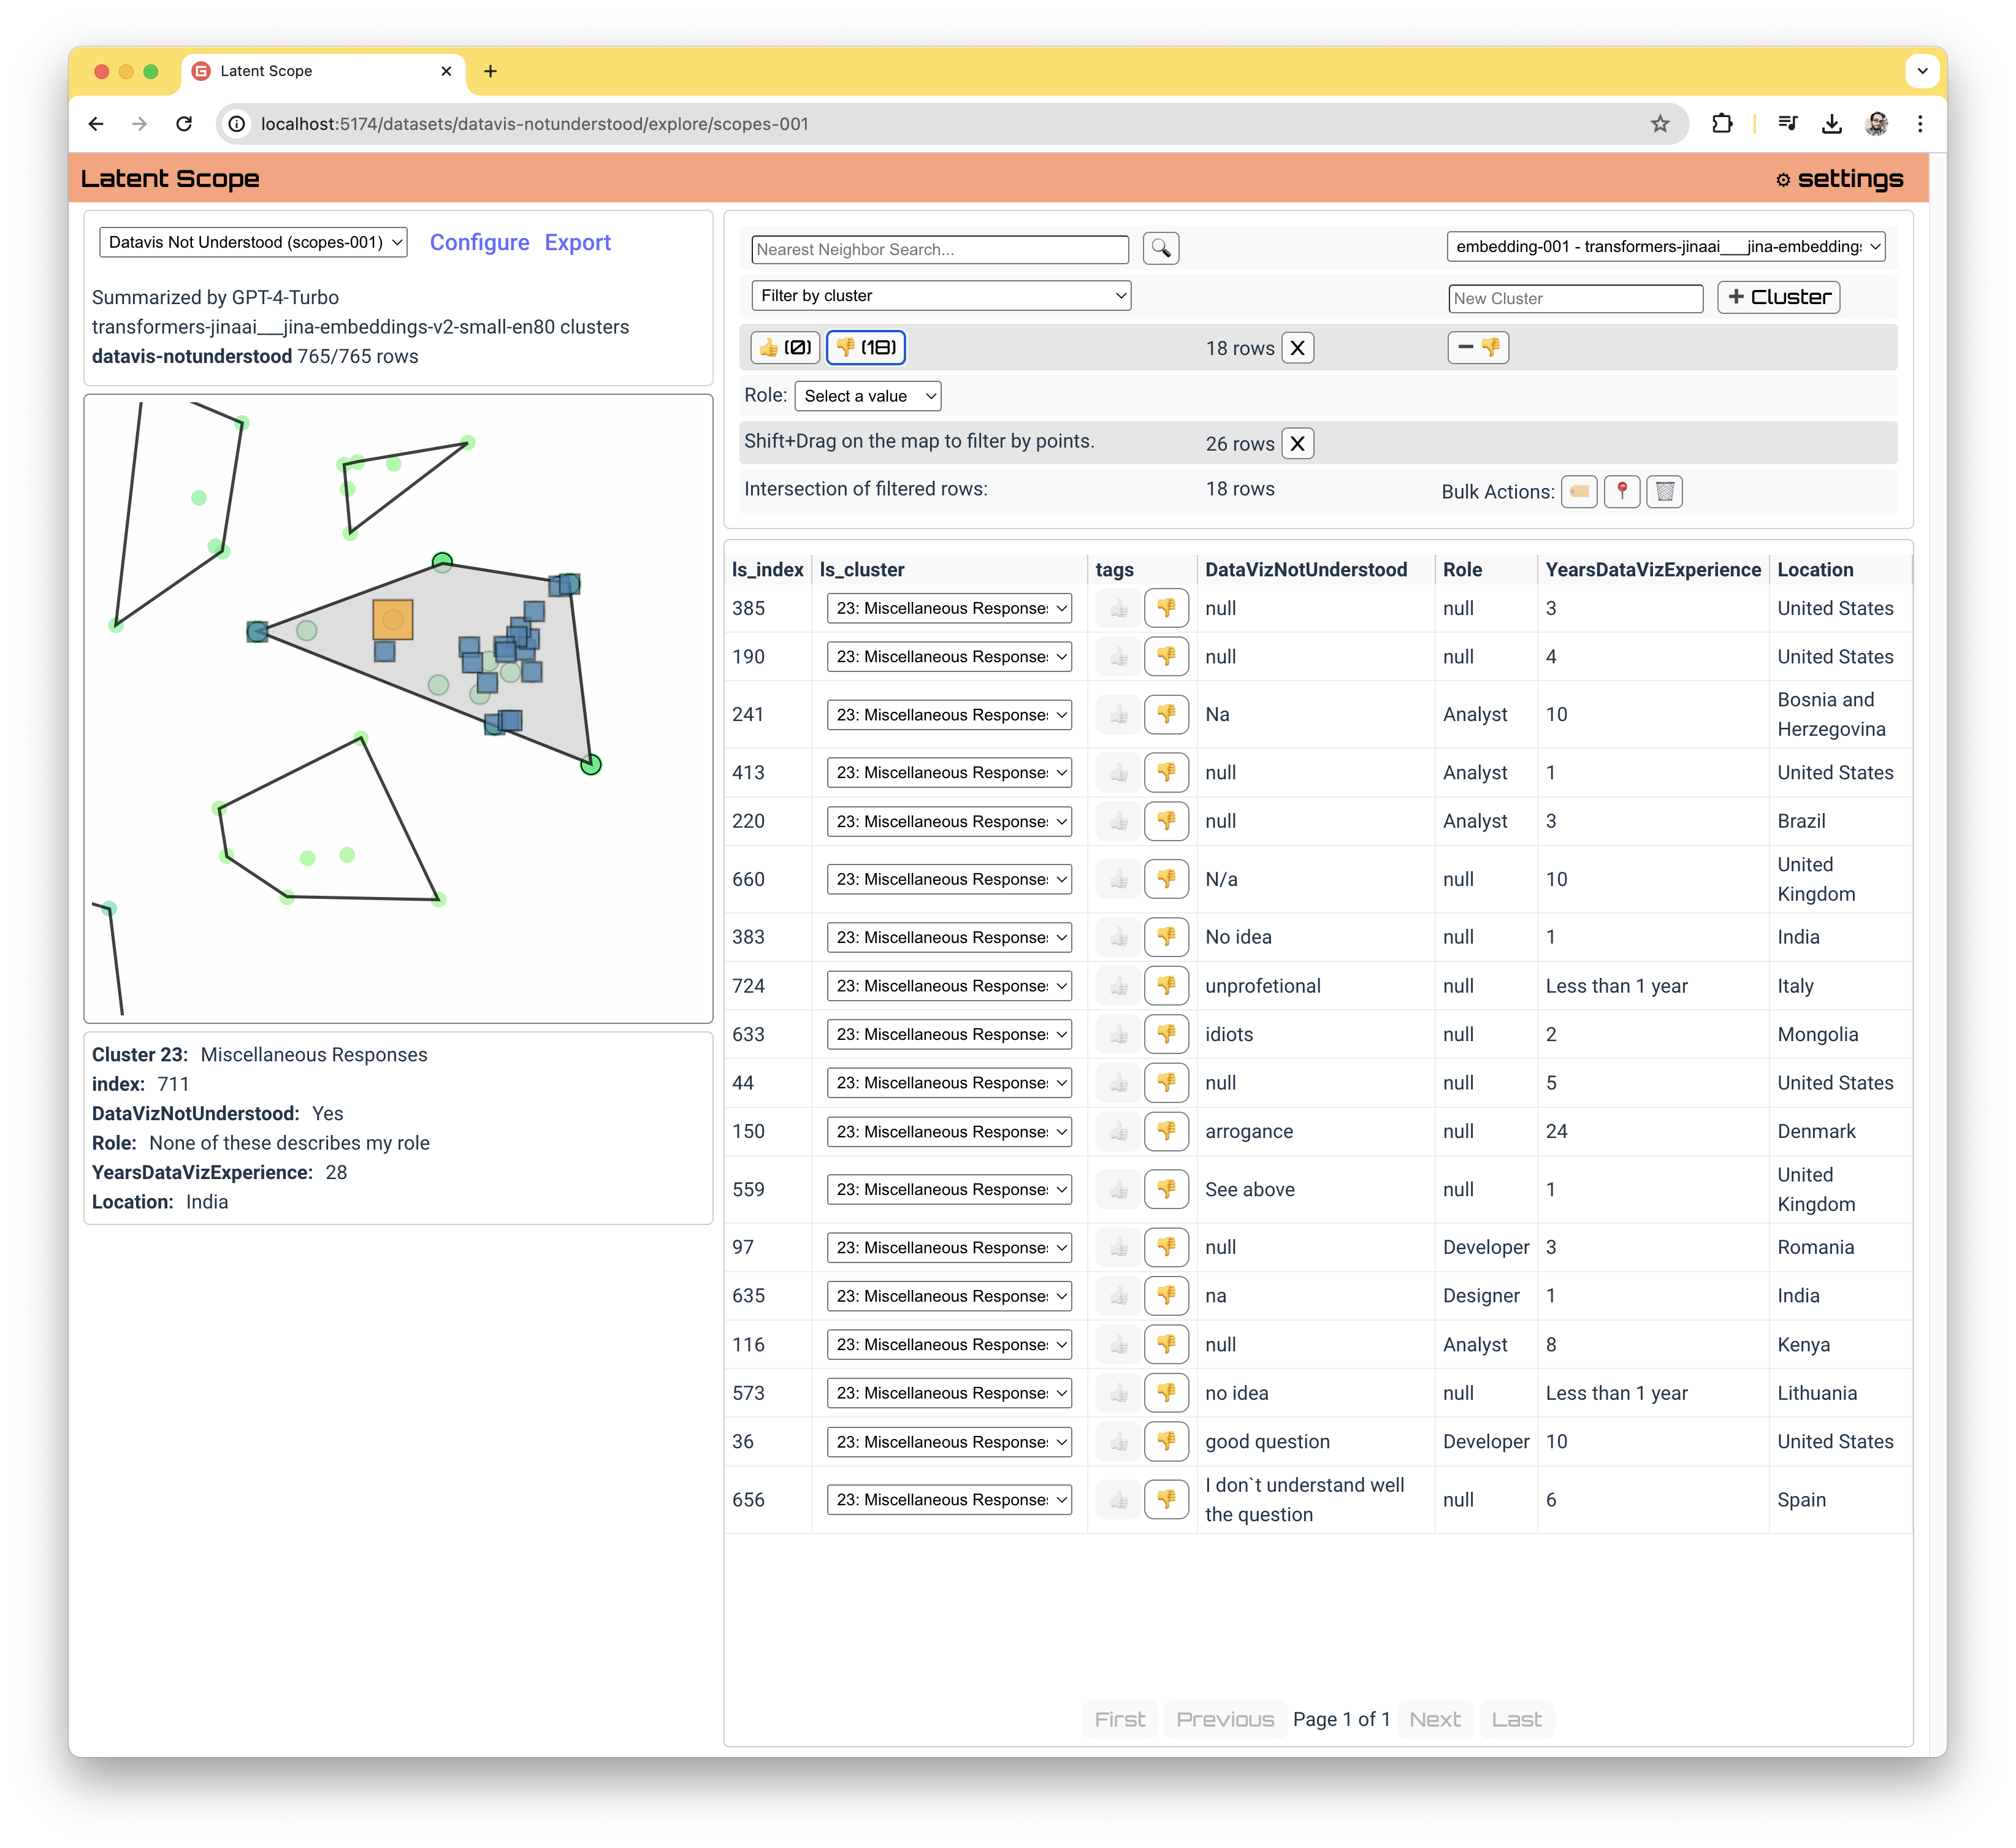 Latent Scope
localhost:5174/datasets/datavis-notunderstood/explore/scopes-001
Latent Scope
settings
Datavis Not Understood (scopes-001)
Configure Export
Summarized by GPT-4-Turbo
transformers-jinaai___jina-embeddings-v2-small-en80 clusters
datavis-notunderstood 765/765 rows
Nearest Neighbor Search...
embedding-001 - transformers-jinaai___jina-embedding
Filter by cluster
New Cluster
+ Cluster
(0) (18) 18 rows X −
Role: Select a value
Shift+Drag on the map to filter by points. 26 rows X
Intersection of filtered rows: 18 rows Bulk Actions:
ls_index ls_cluster tags DataVizNotUnderstood Role YearsDataVizExperience Location
385 23: Miscellaneous Response null null 3 United States
190 23: Miscellaneous Response null null 4 United States
241 23: Miscellaneous Response Na Analyst 10 Bosnia and
Herzegovina
413 23: Miscellaneous Response null Analyst 1 United States
220 23: Miscellaneous Response null Analyst 3 Brazil
660 23: Miscellaneous Response N/a null 10 United
Kingdom
383 23: Miscellaneous Response No idea null 1 India
724 23: Miscellaneous Response unprofetional null Less than 1 year Italy
633 23: Miscellaneous Response idiots null 2 Mongolia
44 23: Miscellaneous Response null null 5 United States
150 23: Miscellaneous Response arrogance null 24 Denmark
559 23: Miscellaneous Response See above null 1 United
Kingdom
97 23: Miscellaneous Response null Developer 3 Romania
635 23: Miscellaneous Response na Designer 1 India
116 23: Miscellaneous Response null Analyst 8 Kenya
573 23: Miscellaneous Response no idea null Less than 1 year Lithuania
36 23: Miscellaneous Response good question Developer 10 United States
656 23: Miscellaneous Response I don`t understand well
the question null 6 Spain
First Previous Page 1 of 1 Next Last
Cluster 23: Miscellaneous Responses
index: 711
DataVizNotUnderstood: Yes
Role: None of these describes my role
YearsDataVizExperience: 28
Location: India